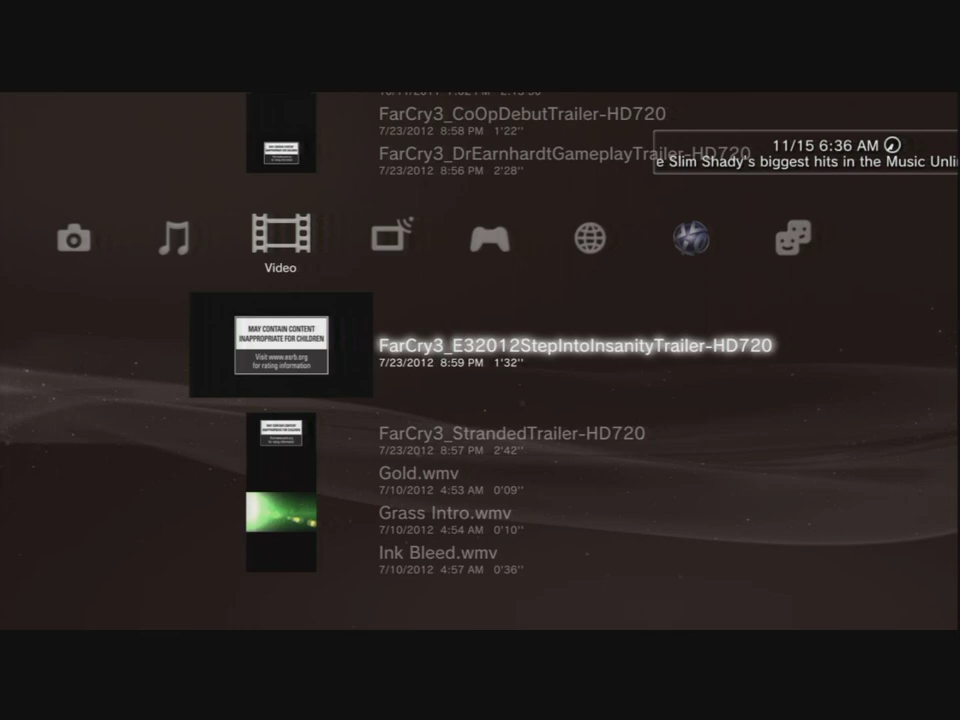 FarCry3_CoOpDebutTrailer-HD720
7/23/2012 8:58 PM 1'22''
FarCry3_DrEarnhardtGameplayTrailer-HD720
7/23/2012 8:56 PM 2'28''
11/15 6:36 AM
e Slim Shady's biggest hits in the Music Unli
Video
MAY CONTAIN CONTENT
INAPPROPRIATE FOR CHILDREN
Visit www.esrb.org
for rating information
FarCry3_E32012StepIntoInsanityTrailer-HD720
7/23/2012 8:59 PM 1'32''
FarCry3_StrandedTrailer-HD720
7/23/2012 8:57 PM 2'42''
Gold.wmv
7/10/2012 4:53 AM 0'09''
Grass Intro.wmv
7/10/2012 4:54 AM 0'10''
Ink Bleed.wmv
7/10/2012 4:57 AM 0'36''